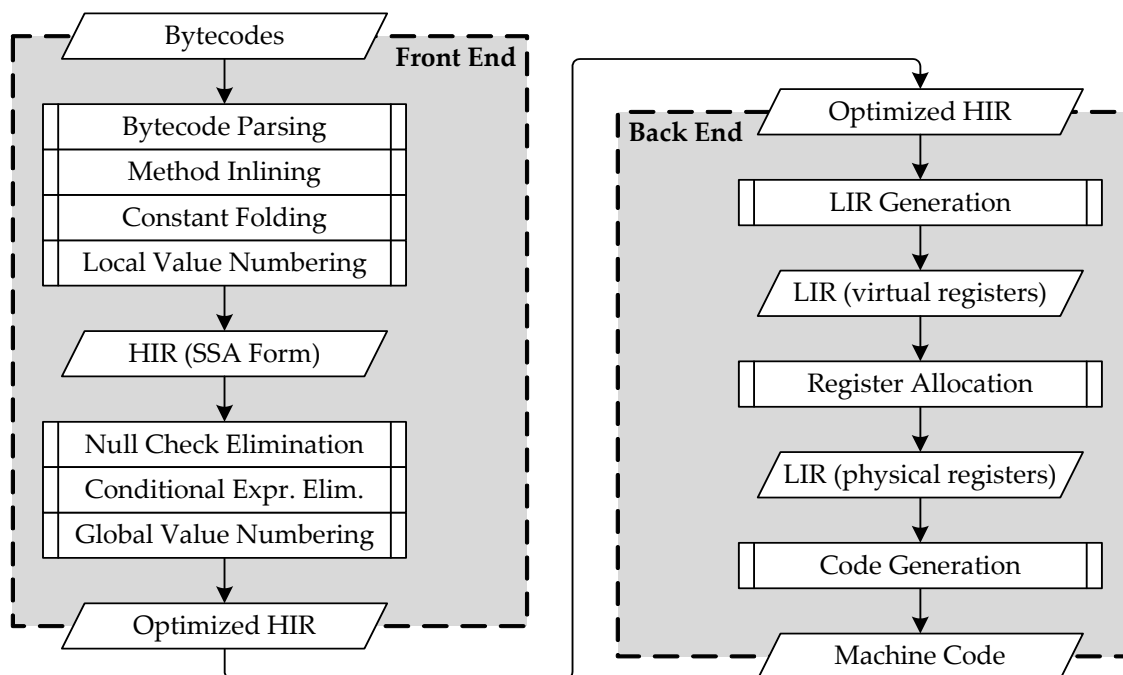 Bytecodes
Front End
Bytecode Parsing
Method Inlining
Constant Folding
Local Value Numbering
HIR (SSA Form)
Null Check Elimination
Conditional Expr. Elim.
Global Value Numbering
Optimized HIR
Optimized HIR
Back End
LIR Generation
LIR (virtual registers)
Register Allocation
LIR (physical registers)
Code Generation
Machine Code